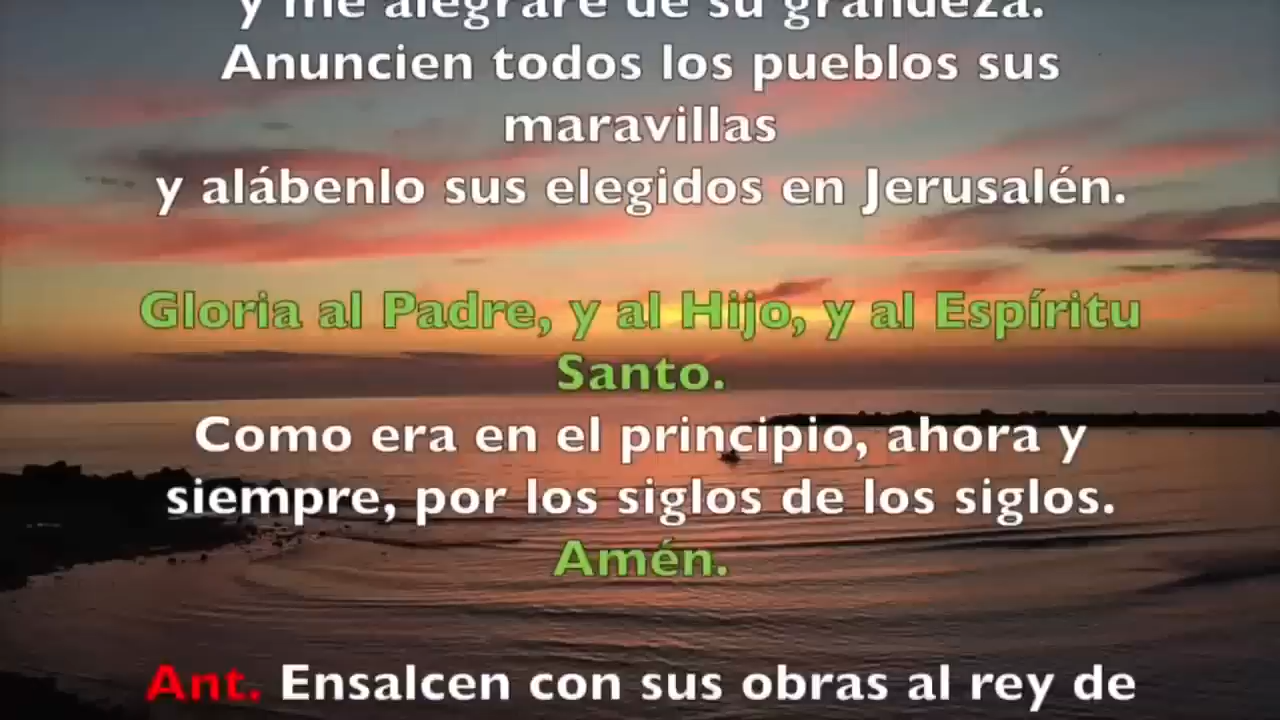 y me alegraré de su grandeza.
Anuncien todos los pueblos sus
maravillas
y alábenlo sus elegidos en Jerusalén.
Gloria al Padre, y al Hijo, y al Espíritu
Santo.
Como era en el principio, ahora y
siempre, por los siglos de los siglos.
Amén.
Ant. Ensalcen con sus obras al rey de